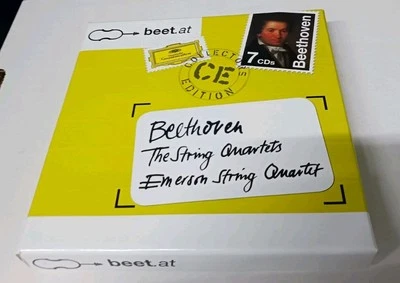 beet.at
Beethoven
7 CDs
COLLECTORS
CE
EDITION
Beethoven
The String Quartets
Emerson String Quartet
beet.at